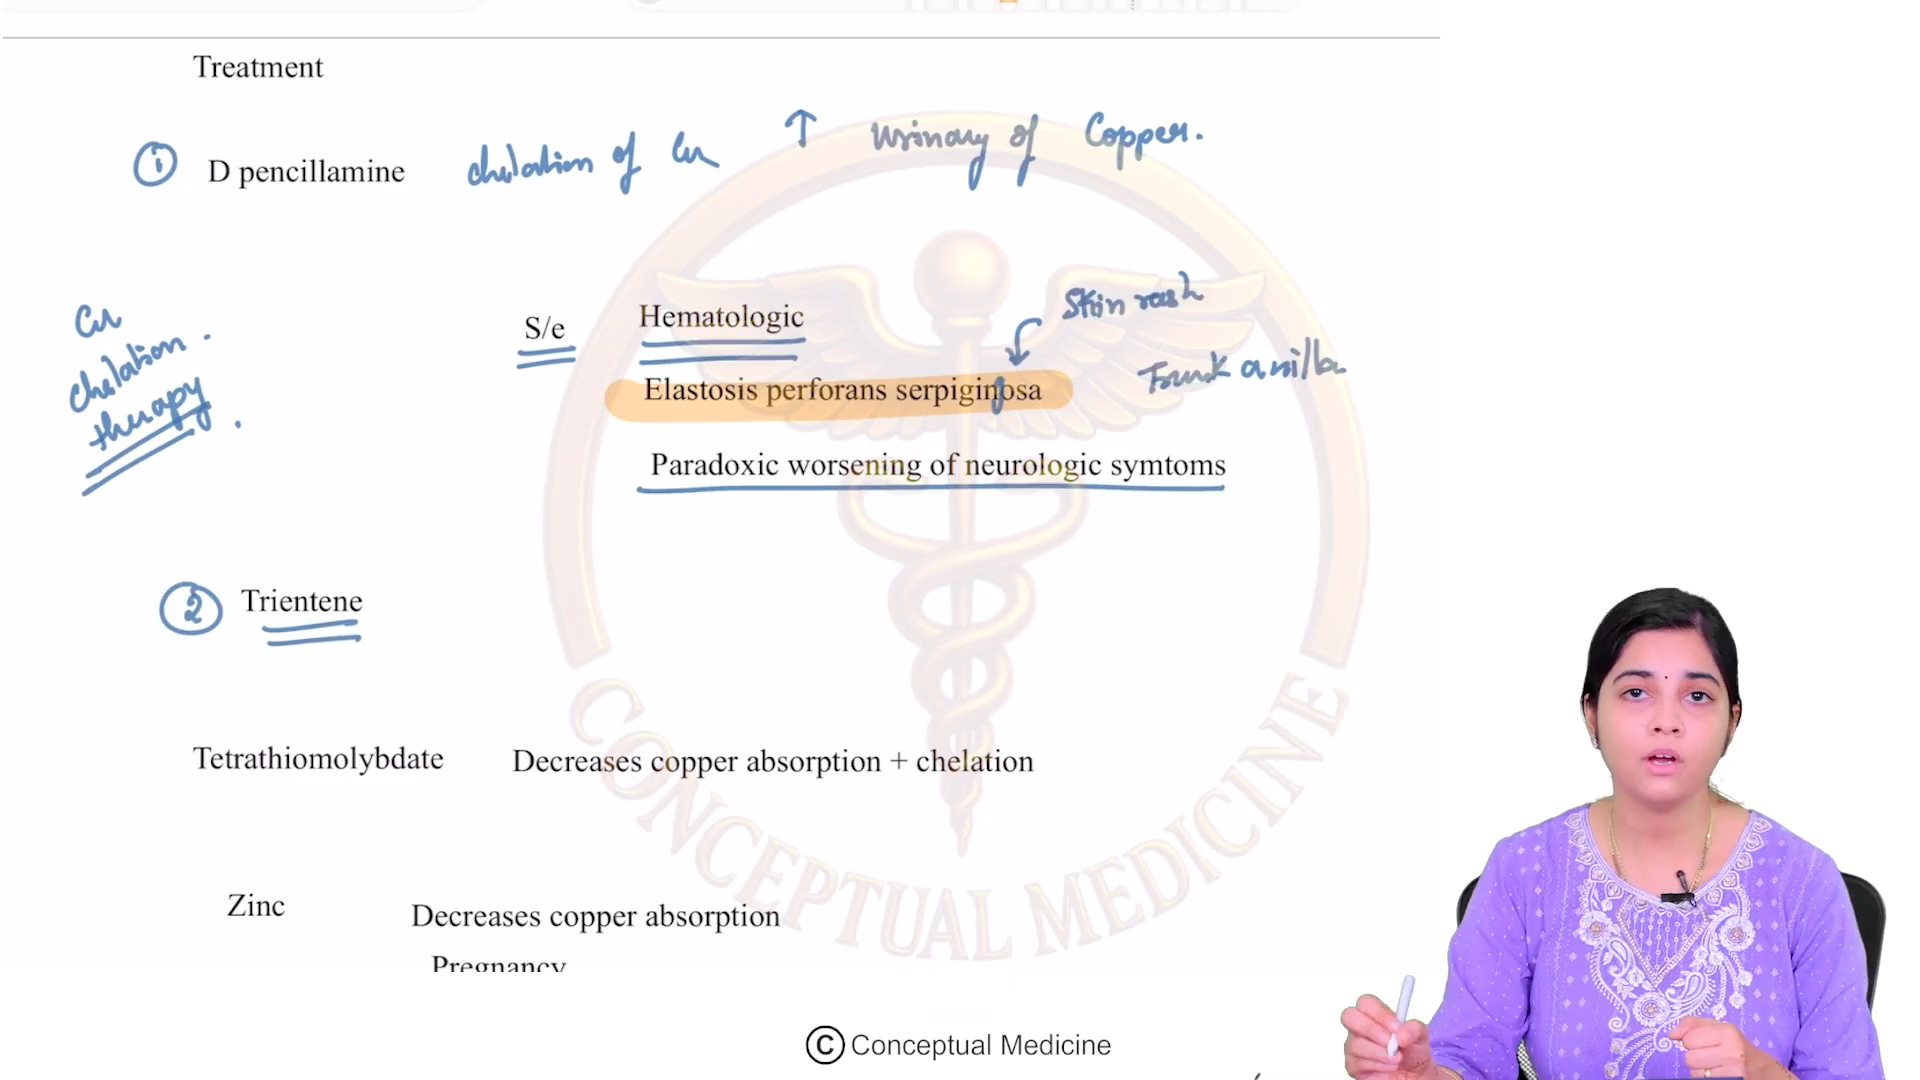 Treatment
① D pencillamine chelation of Cu ↑ Urinary of Copper.
Cu
chelation.
therapy.
S/e Hematologic
Skin rash
Elastosis perforans serpiginosa
Trunk axilla
Paradoxic worsening of neurologic symtoms
② Trientene
Tetrathiomolybdate Decreases copper absorption + chelation
Zinc Decreases copper absorption
Pregnancy
CONCEPTUAL MEDICINE
© Conceptual Medicine